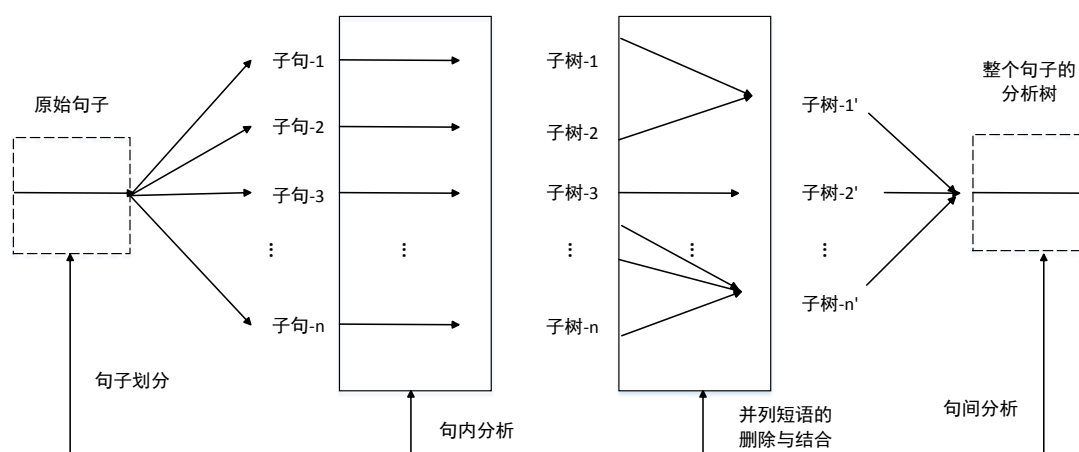 原始句子
子句-1
子句-2
子句-3
⋮
子句-n
⋮
子树-1
子树-2
子树-3
⋮
子树-n
⋮
子树-1'
子树-2'
⋮
子树-n'
整个句子的
分析树
句子划分
句内分析
并列短语的
删除与结合
句间分析